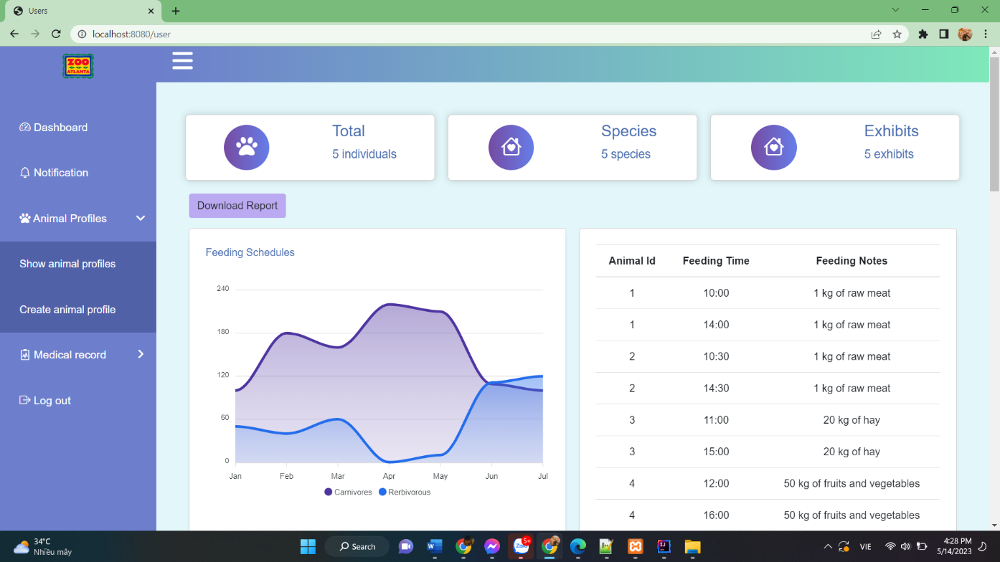 Users
localhost:8080/user
ZOO
ATLANTA
Dashboard
Notification
Animal Profiles
Show animal profiles
Create animal profile
Medical record
Log out
Total
5 individuals
Species
5 species
Exhibits
5 exhibits
Download Report
Feeding Schedules
240
180
120
60
0
Jan Feb Mar Apr May Jun Jul
Carnivores Rerbivorous
Animal Id Feeding Time Feeding Notes
1 10:00 1 kg of raw meat
1 14:00 1 kg of raw meat
2 10:30 1 kg of raw meat
2 14:30 1 kg of raw meat
3 11:00 20 kg of hay
3 15:00 20 kg of hay
4 12:00 50 kg of fruits and vegetables
4 16:00 50 kg of fruits and vegetables
34°C
Nhiều mây
Search
Zalo
5+
VIE
4:28 PM
5/14/2023